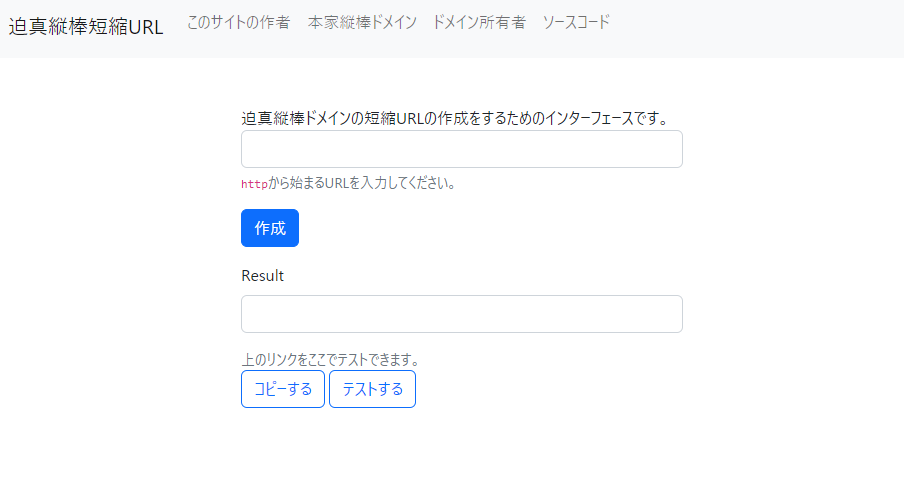 迫真縦棒短縮URL このサイトの作者 本家縦棒ドメイン ドメイン所有者 ソースコード
迫真縦棒ドメインの短縮URLの作成をするためのインターフェースです。
httpから始まるURLを入力してください。
作成
Result
上のリンクをここでテストできます。
コピーする テストする